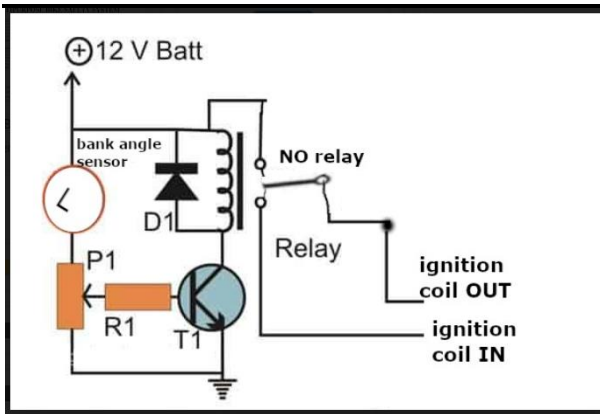 + 12 V Batt
bank angle
sensor
NO relay
D1
Relay
P1
R1
T1
ignition
coil OUT
ignition
coil IN